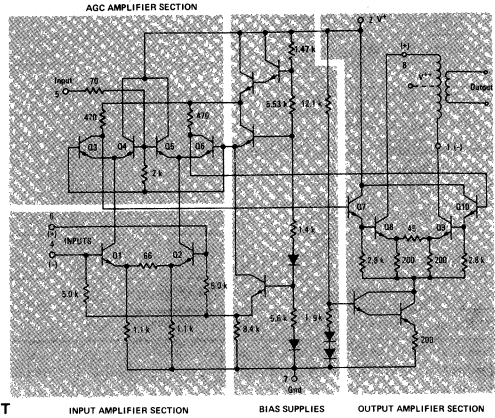 AGC AMPLIFIER SECTION
2 V+
1.47 k
(+)
8
Input
5
70
V++
Output
5.53 k
12.1 k
470
470
1 (-)
Q3
Q4
Q5
Q6
2 k
Q7
Q10
Q8
45
Q9
1.4 k
6
(+)
INPUTS
4
(-)
Q1
66
Q2
2.8 k
200
200
2.8 k
5.0 k
5.0 k
1.1 k
1.1 k
8.4 k
5.6 k
1.9 k
200
7
Gnd
T
INPUT AMPLIFIER SECTION
BIAS SUPPLIES
OUTPUT AMPLIFIER SECTION